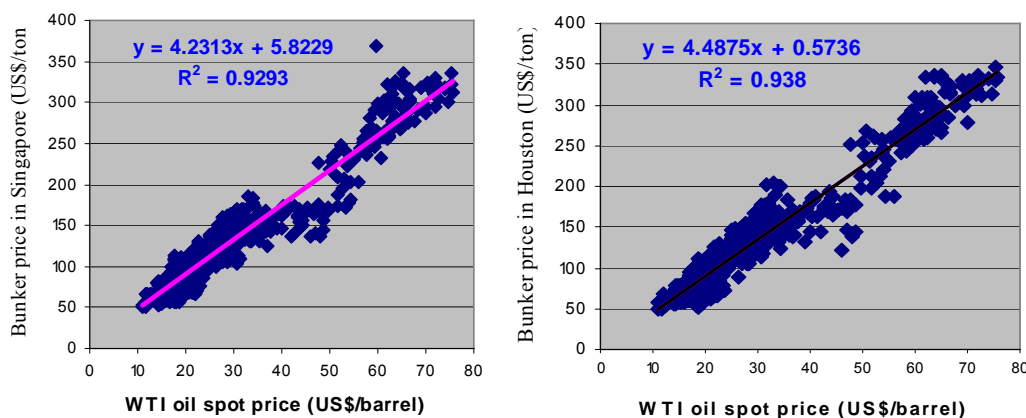 Bunker price in Singapore (US$/ton
400
350
300
250
200
150
100
50
0
y = 4.2313x + 5.8229
R² = 0.9293
0 10 20 30 40 50 60 70 80
WTI oil spot price (US$/barrel)
Bunker price in Houston (US$/ton)
400
350
300
250
200
150
100
50
0
y = 4.4875x + 0.5736
R² = 0.938
0 10 20 30 40 50 60 70 80
WTI oil spot price (US$/barrel)